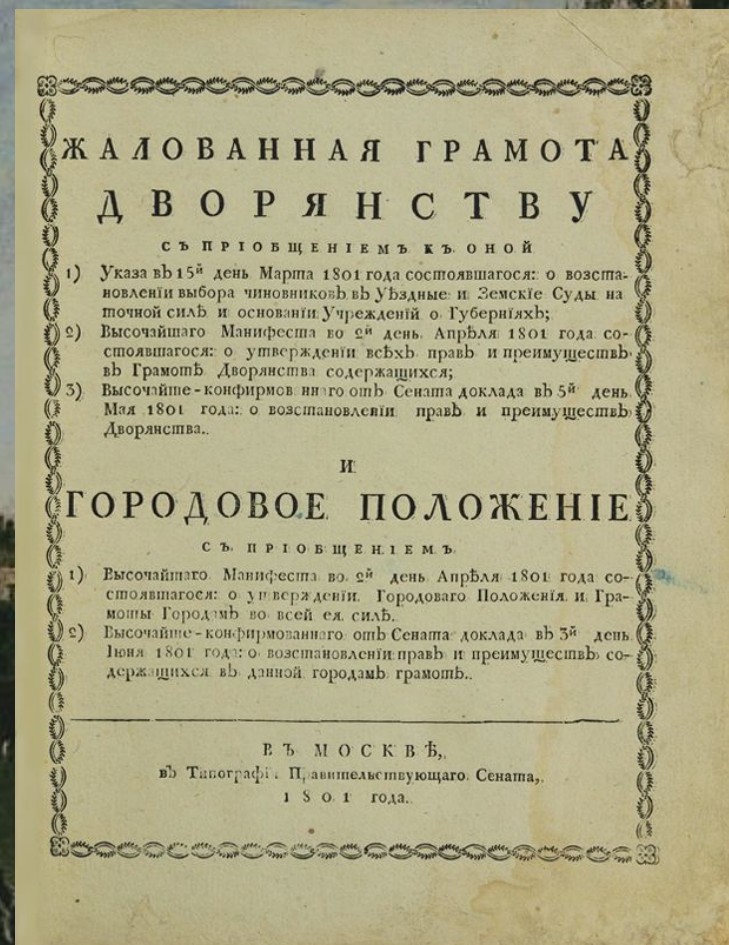 ЖАЛОВАННАЯ ГРАМОТА
ДВОРЯНСТВУ
СЪ ПРІОБЩЕНІЕМЪ КЪ ОНОЙ
1) Указа въ 15й день Марта 1801 года состоявшагося: о возста-
новленіи выбора чиновниковъ въ Уѣздные и Земскіе Суды на
точной силѣ и основаніи Учрежденій о Губерніяхъ;
2) Высочайшаго Манифеста во 2й день Апрѣля 1801 года со-
стоявшагося: о утвержденіи всѣхъ правъ и преимуществъ
въ Грамотѣ Дворянства содержащихся;
3) Высочайше-конфирмованнаго отъ Сената доклада въ 5й день
Мая 1801 года: о возстановленіи правъ и преимуществъ
Дворянства.
И
ГОРОДОВОЕ ПОЛОЖЕНІЕ
СЪ ПРІОБЩЕНІЕМЪ
1) Высочайшаго Манифеста во 2й день Апрѣля 1801 года со-
стоявшагося: о утвержденіи Городоваго Положенія и Гра-
моты Городамъ во всей ея силѣ.
2) Высочайше-конфирмованнаго отъ Сената доклада въ 3й день
Іюня 1801 года: о возстановленіи правъ и преимуществъ со-
держащихся въ данной городамъ грамотѣ.
ВЪ МОСКВѢ,
въ Типографіи Правительствующаго Сената,
1801 года.